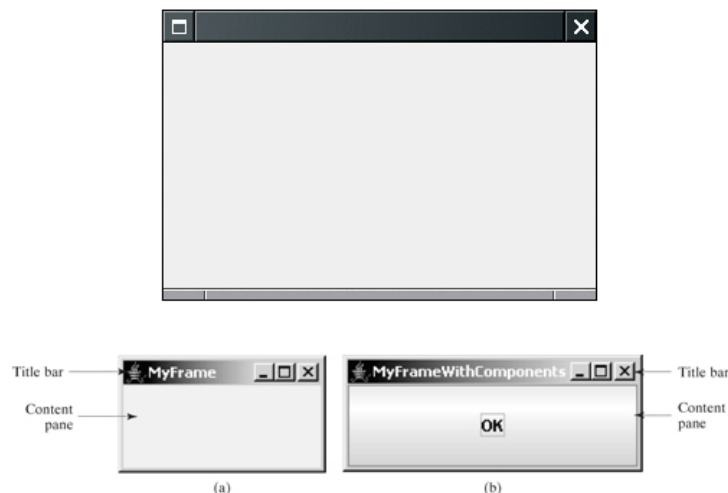 Title bar
MyFrame
MyFrameWithComponents
Title bar
Content
pane
OK
Content
pane
(a)
(b)